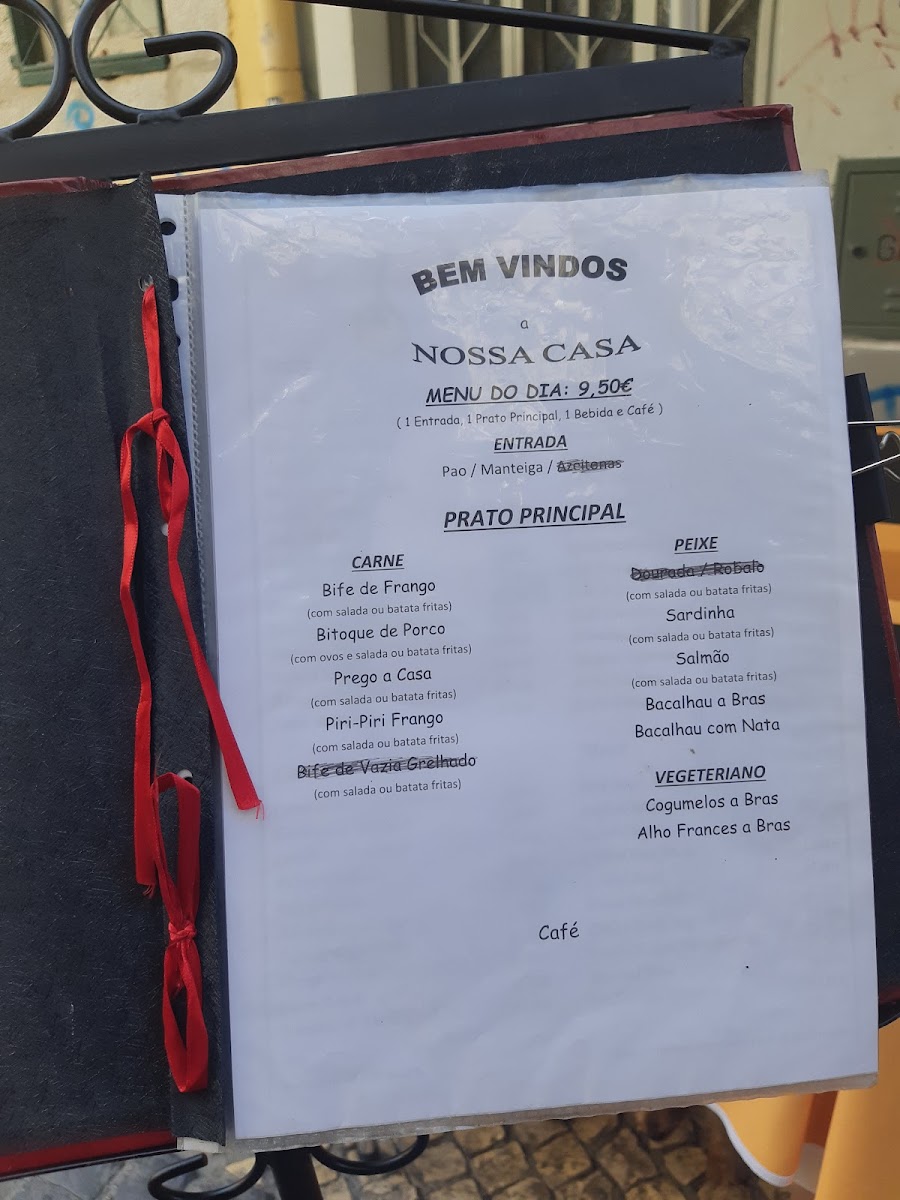 BEM VINDOS
a
NOSSA CASA
MENU DO DIA: 9,50€
( 1 Entrada, 1 Prato Principal, 1 Bebida e Café )
ENTRADA
Pao / Manteiga / Azeitonas
PRATO PRINCIPAL
CARNE
Bife de Frango
(com salada ou batata fritas)
Bitoque de Porco
(com ovos e salada ou batata fritas)
Prego a Casa
(com salada ou batata fritas)
Piri-Piri Frango
(com salada ou batata fritas)
Bife de Vazia Grelhado
(com salada ou batata fritas)
PEIXE
Dourada / Robalo
(com salada ou batata fritas)
Sardinha
(com salada ou batata fritas)
Salmão
(com salada ou batata fritas)
Bacalhau a Bras
Bacalhau com Nata
VEGETERIANO
Cogumelos a Bras
Alho Frances a Bras
Café